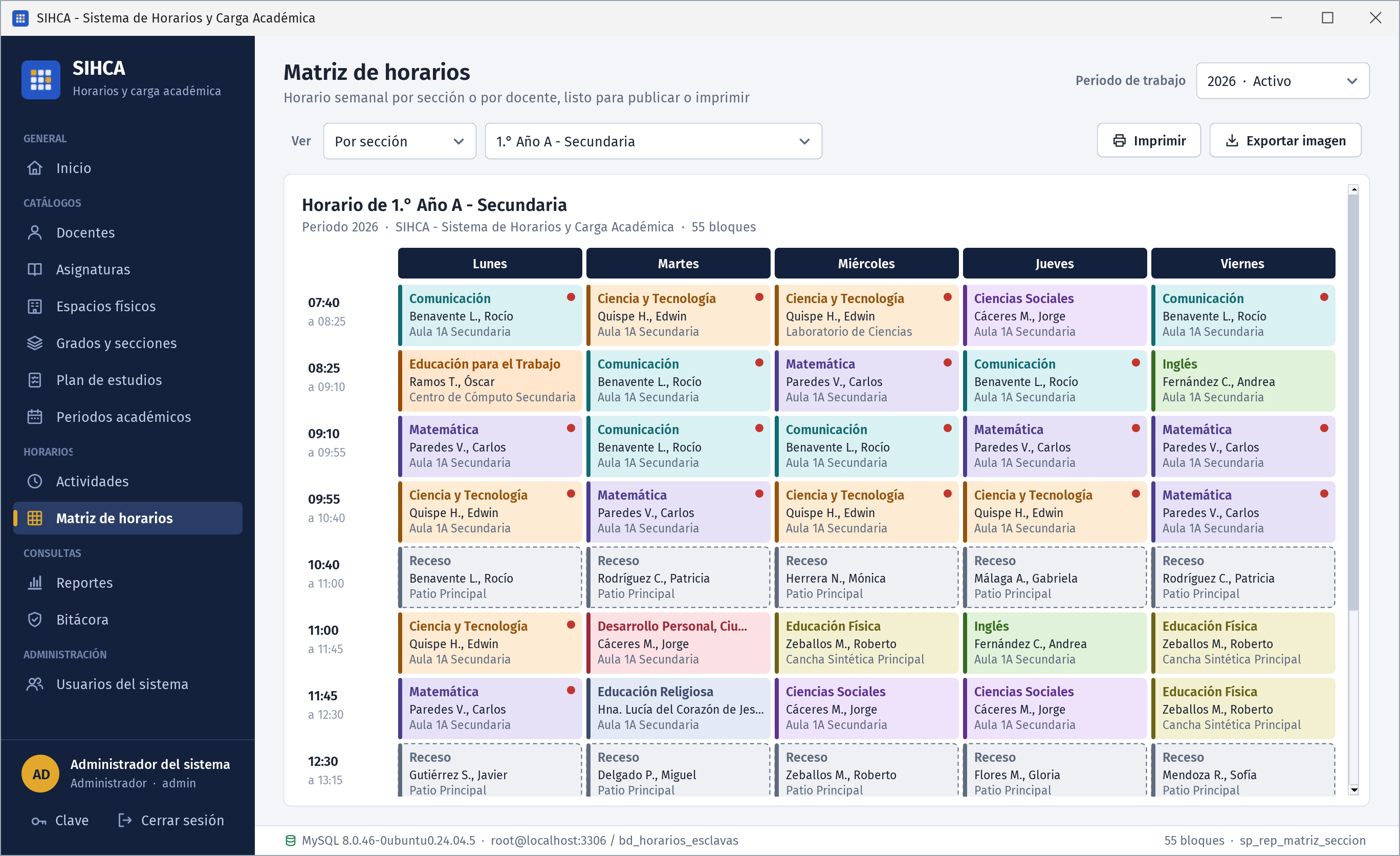 SIHCA - Sistema de Horarios y Carga Académica
SIHCA
Horarios y carga académica
GENERAL
Inicio
CATÁLOGOS
Docentes
Asignaturas
Espacios físicos
Grados y secciones
Plan de estudios
Periodos académicos
HORARIOS
Actividades
Matriz de horarios
CONSULTAS
Reportes
Bitácora
ADMINISTRACIÓN
Usuarios del sistema
AD
Administrador del sistema
Administrador · admin
Clave
Cerrar sesión
Matriz de horarios
Horario semanal por sección o por docente, listo para publicar o imprimir
Periodo de trabajo
2026 · Activo
Ver
Por sección
1.° Año A - Secundaria
Imprimir
Exportar imagen
Horario de 1.° Año A - Secundaria
Periodo 2026 · SIHCA - Sistema de Horarios y Carga Académica · 55 bloques
Lunes
Martes
Miércoles
Jueves
Viernes
07:40
a 08:25
Comunicación
Benavente L., Rocío
Aula 1A Secundaria
Ciencia y Tecnología
Quispe H., Edwin
Aula 1A Secundaria
Ciencia y Tecnología
Quispe H., Edwin
Laboratorio de Ciencias
Ciencias Sociales
Cáceres M., Jorge
Aula 1A Secundaria
Comunicación
Benavente L., Rocío
Aula 1A Secundaria
08:25
a 09:10
Educación para el Trabajo
Ramos T., Óscar
Centro de Cómputo Secundaria
Comunicación
Benavente L., Rocío
Aula 1A Secundaria
Matemática
Paredes V., Carlos
Aula 1A Secundaria
Comunicación
Benavente L., Rocío
Aula 1A Secundaria
Inglés
Fernández C., Andrea
Aula 1A Secundaria
09:10
a 09:55
Matemática
Paredes V., Carlos
Aula 1A Secundaria
Comunicación
Benavente L., Rocío
Aula 1A Secundaria
Comunicación
Benavente L., Rocío
Aula 1A Secundaria
Matemática
Paredes V., Carlos
Aula 1A Secundaria
Matemática
Paredes V., Carlos
Aula 1A Secundaria
09:55
a 10:40
Ciencia y Tecnología
Quispe H., Edwin
Aula 1A Secundaria
Matemática
Paredes V., Carlos
Aula 1A Secundaria
Ciencia y Tecnología
Quispe H., Edwin
Aula 1A Secundaria
Ciencia y Tecnología
Quispe H., Edwin
Aula 1A Secundaria
Matemática
Paredes V., Carlos
Aula 1A Secundaria
10:40
a 11:00
Receso
Benavente L., Rocío
Patio Principal
Receso
Rodríguez C., Patricia
Patio Principal
Receso
Herrera N., Mónica
Patio Principal
Receso
Málaga A., Gabriela
Patio Principal
Receso
Rodríguez C., Patricia
Patio Principal
11:00
a 11:45
Ciencia y Tecnología
Quispe H., Edwin
Aula 1A Secundaria
Desarrollo Personal, Ciu...
Cáceres M., Jorge
Aula 1A Secundaria
Educación Física
Zeballos M., Roberto
Cancha Sintética Principal
Inglés
Fernández C., Andrea
Aula 1A Secundaria
Educación Física
Zeballos M., Roberto
Cancha Sintética Principal
11:45
a 12:30
Matemática
Paredes V., Carlos
Aula 1A Secundaria
Educación Religiosa
Hna. Lucía del Corazón de Jes...
Aula 1A Secundaria
Ciencias Sociales
Cáceres M., Jorge
Aula 1A Secundaria
Ciencias Sociales
Cáceres M., Jorge
Aula 1A Secundaria
Educación Física
Zeballos M., Roberto
Cancha Sintética Principal
12:30
a 13:15
Receso
Gutiérrez S., Javier
Patio Principal
Receso
Delgado P., Miguel
Patio Principal
Receso
Zeballos M., Roberto
Patio Principal
Receso
Flores M., Gloria
Patio Principal
Receso
Mendoza R., Sofía
Patio Principal
MySQL 8.0.46-0ubuntu0.24.04.5 · root@localhost:3306 / bd_horarios_esclavas
55 bloques · sp_rep_matriz_seccion